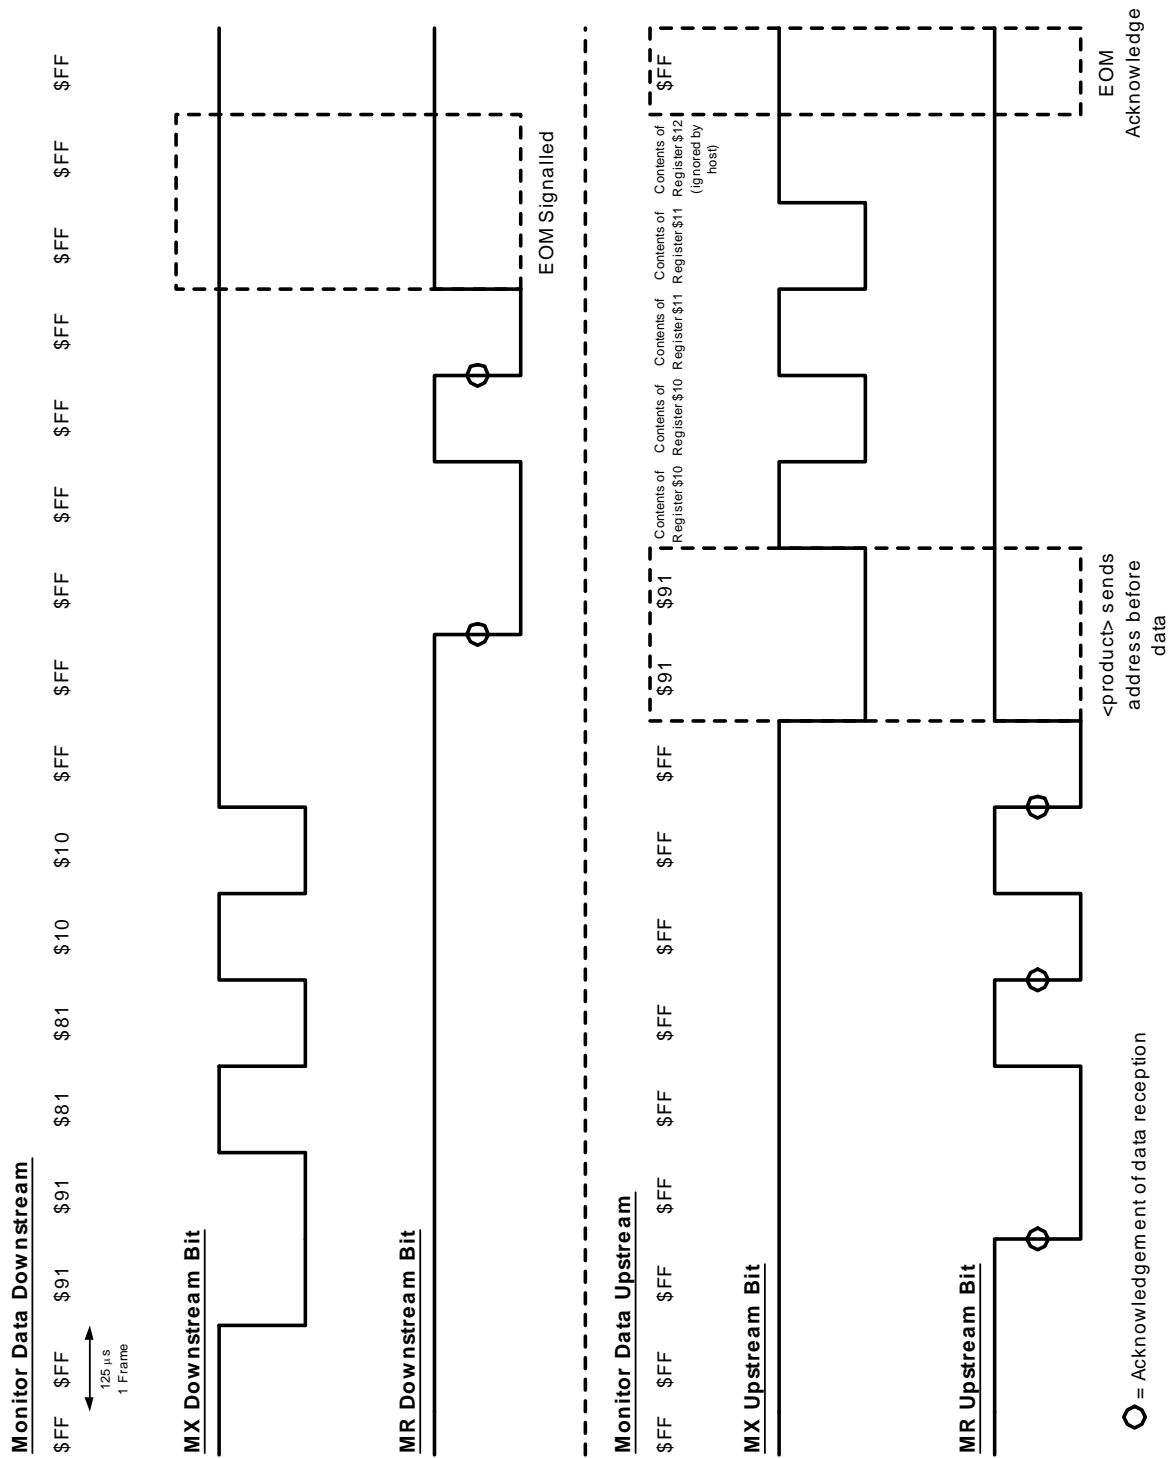 Monitor Data Downstream
$FF $FF $91 $91 $81 $81 $10 $10 $FF $FF $FF $FF $FF $FF $FF $FF $FF
125 µs
1 Frame
MX Downstream Bit
MR Downstream Bit
EOM Signalled
Monitor Data Upstream
$FF $FF $FF $FF $FF $FF $FF $FF $FF $91 $91
Contents of
Register $10
Contents of
Register $10
Contents of
Register $11
Contents of
Register $11
Contents of
Register $12
(ignored by
host)
$FF
MX Upstream Bit
MR Upstream Bit
<product> sends
address before
data
EOM
Acknowledge
= Acknowledgement of data reception